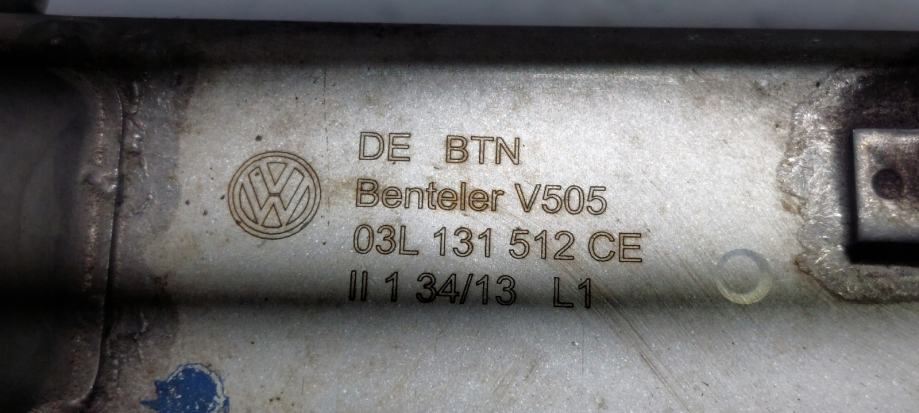 DE BTN
Benteler V505
03L 131 512 CE
II 1 34/13 L1